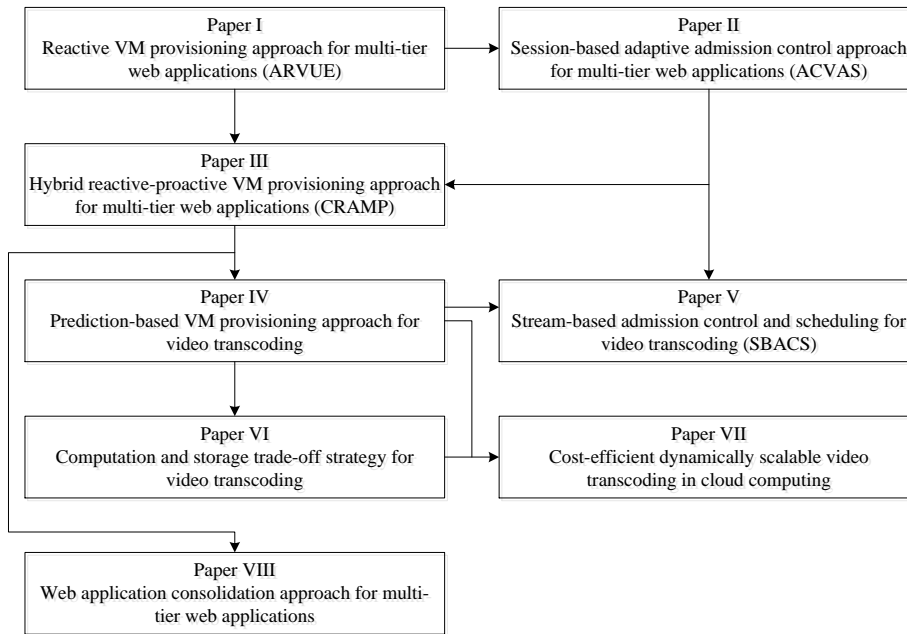 Paper I
Reactive VM provisioning approach for multi-tier
web applications (ARVUE)
Paper II
Session-based adaptive admission control approach
for multi-tier web applications (ACVAS)
Paper III
Hybrid reactive-proactive VM provisioning approach
for multi-tier web applications (CRAMP)
Paper IV
Prediction-based VM provisioning approach for
video transcoding
Paper V
Stream-based admission control and scheduling for
video transcoding (SBACS)
Paper VI
Computation and storage trade-off strategy for
video transcoding
Paper VII
Cost-efficient dynamically scalable video
transcoding in cloud computing
Paper VIII
Web application consolidation approach for multi-
tier web applications